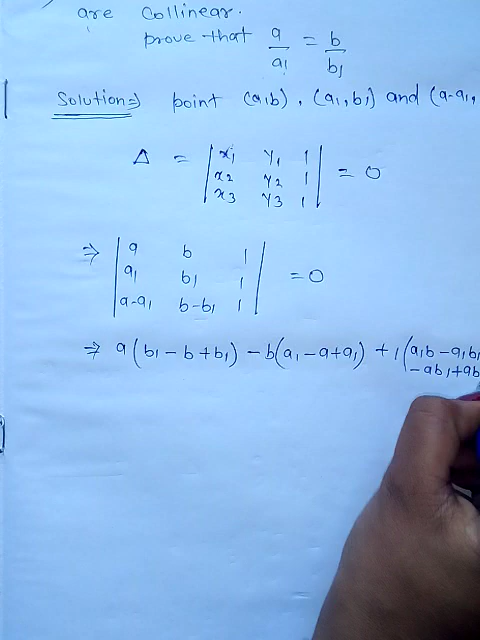 are Collinear.
prove that a/a₁ = b/b₁
Solution⇒ point (a,b), (a₁,b₁) and (a-a₁,
Δ = | x₁ y₁ 1 |
| x₂ y₂ 1 | = 0
| x₃ y₃ 1 |
⇒ | a b 1 |
| a₁ b₁ 1 | = 0
| a-a₁ b-b₁ 1 |
⇒ a(b₁-b+b₁) -b(a₁-a+a₁) +1(a₁b-a₁b₁
-ab₁+ab